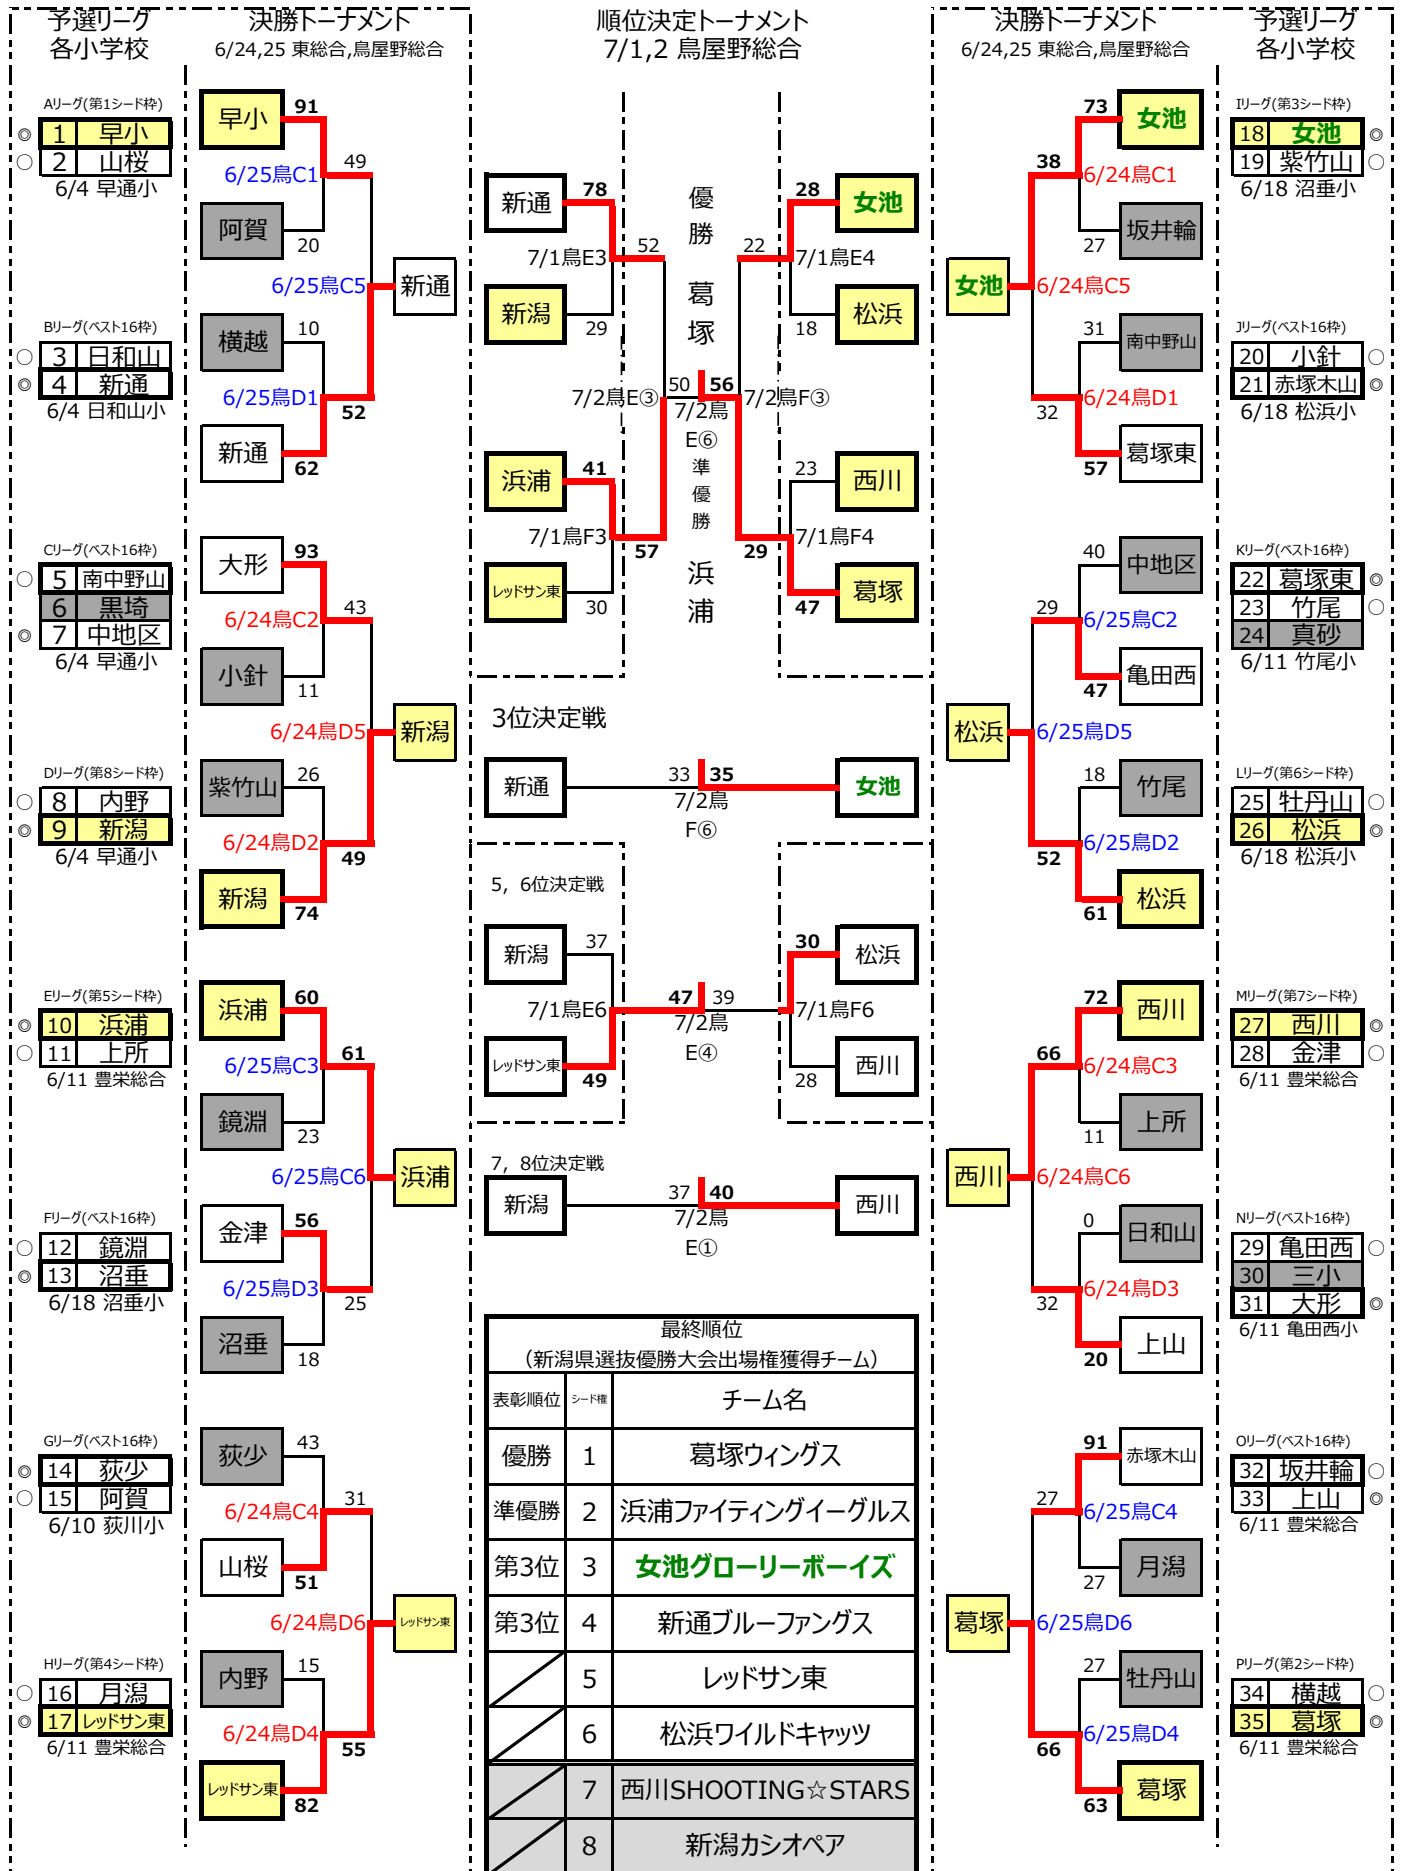 予選リーグ
各小学校
決勝トーナメント
6/24,25 東総合,鳥屋野総合
順位決定トーナメント
7/1,2 鳥屋野総合
決勝トーナメント
6/24,25 東総合,鳥屋野総合
予選リーグ
各小学校
Aリーグ(第1シード枠)
◎ 1 早小
○ 2 山桜
6/4 早通小
Bリーグ(ベスト16枠)
○ 3 日和山
◎ 4 新通
6/4 日和山小
Cリーグ(ベスト16枠)
○ 5 南中野山
6 黒埼
◎ 7 中地区
6/4 早通小
Dリーグ(第8シード枠)
○ 8 内野
◎ 9 新潟
6/4 早通小
Eリーグ(第5シード枠)
◎ 10 浜浦
○ 11 上所
6/11 豊栄総合
Fリーグ(ベスト16枠)
○ 12 鏡淵
◎ 13 沼垂
6/18 沼垂小
Gリーグ(ベスト16枠)
◎ 14 荻少
○ 15 阿賀
6/10 荻川小
Hリーグ(第4シード枠)
○ 16 月潟
◎ 17 レッドサン東
6/11 豊栄総合
早小 91
6/25鳥C1 49
阿賀 20
6/25鳥C5 新通
横越 10
6/25鳥D1 52
新通 62
大形 93
6/24鳥C2 43
小針 11
6/24鳥D5 新潟
紫竹山 26
6/24鳥D2 49
新潟 74
浜浦 60
6/25鳥C3 61
鏡淵 23
6/25鳥C6 浜浦
金津 56
6/25鳥D3 25
沼垂 18
荻少 43
6/24鳥C4 31
山桜 51
6/24鳥D6 レッドサン東
内野 15
6/24鳥D4 55
レッドサン東 82
新通 78
7/1鳥E3 52
新潟 29
7/2鳥E③
浜浦 41
7/1鳥F3 57
レッドサン東 30
優勝 葛塚
50 56
7/2鳥
E⑥
準優勝 浜浦
28 女池
22 7/1鳥E4
18 松浜
7/2鳥F③
23 西川
29 7/1鳥F4
47 葛塚
3位決定戦
新通 33 35 女池
7/2鳥
F⑥
5，6位決定戦
新潟 37
7/1鳥E6
レッドサン東 49
47 39
7/2鳥
E④
30 松浜
7/1鳥F6
28 西川
7，8位決定戦
新潟 37 40 西川
7/2鳥
E①
最終順位
（新潟県選抜優勝大会出場権獲得チーム）
表彰順位 シード権 チーム名
優勝 1 葛塚ウィングス
準優勝 2 浜浦ファイティングイーグルス
第3位 3 女池グローリーボーイズ
第3位 4 新通ブルーファングス
5 レッドサン東
6 松浜ワイルドキャッツ
7 西川SHOOTING☆STARS
8 新潟カシオペア
73 女池
38 6/24鳥C1
27 坂井輪
女池 6/24鳥C5
31 南中野山
32 6/24鳥D1
57 葛塚東
40 中地区
29 6/25鳥C2
47 亀田西
松浜 6/25鳥D5
18 竹尾
52 6/25鳥D2
61 松浜
72 西川
66 6/24鳥C3
11 上所
西川 6/24鳥C6
0 日和山
32 6/24鳥D3
20 上山
91 赤塚木山
27 6/25鳥C4
27 月潟
葛塚 6/25鳥D6
27 牡丹山
66 6/25鳥D4
63 葛塚
Iリーグ(第3シード枠)
18 女池 ◎
19 紫竹山 ○
6/18 沼垂小
Jリーグ(ベスト16枠)
20 小針 ○
21 赤塚木山 ◎
6/18 松浜小
Kリーグ(ベスト16枠)
22 葛塚東 ◎
23 竹尾 ○
24 真砂
6/11 竹尾小
Lリーグ(第6シード枠)
25 牡丹山 ○
26 松浜 ◎
6/18 松浜小
Mリーグ(第7シード枠)
27 西川 ◎
28 金津 ○
6/11 豊栄総合
Nリーグ(ベスト16枠)
29 亀田西 ○
30 三小
31 大形 ◎
6/11 亀田西小
Oリーグ(ベスト16枠)
32 坂井輪 ○
33 上山 ◎
6/11 豊栄総合
Pリーグ(第2シード枠)
34 横越 ○
35 葛塚 ◎
6/11 豊栄総合